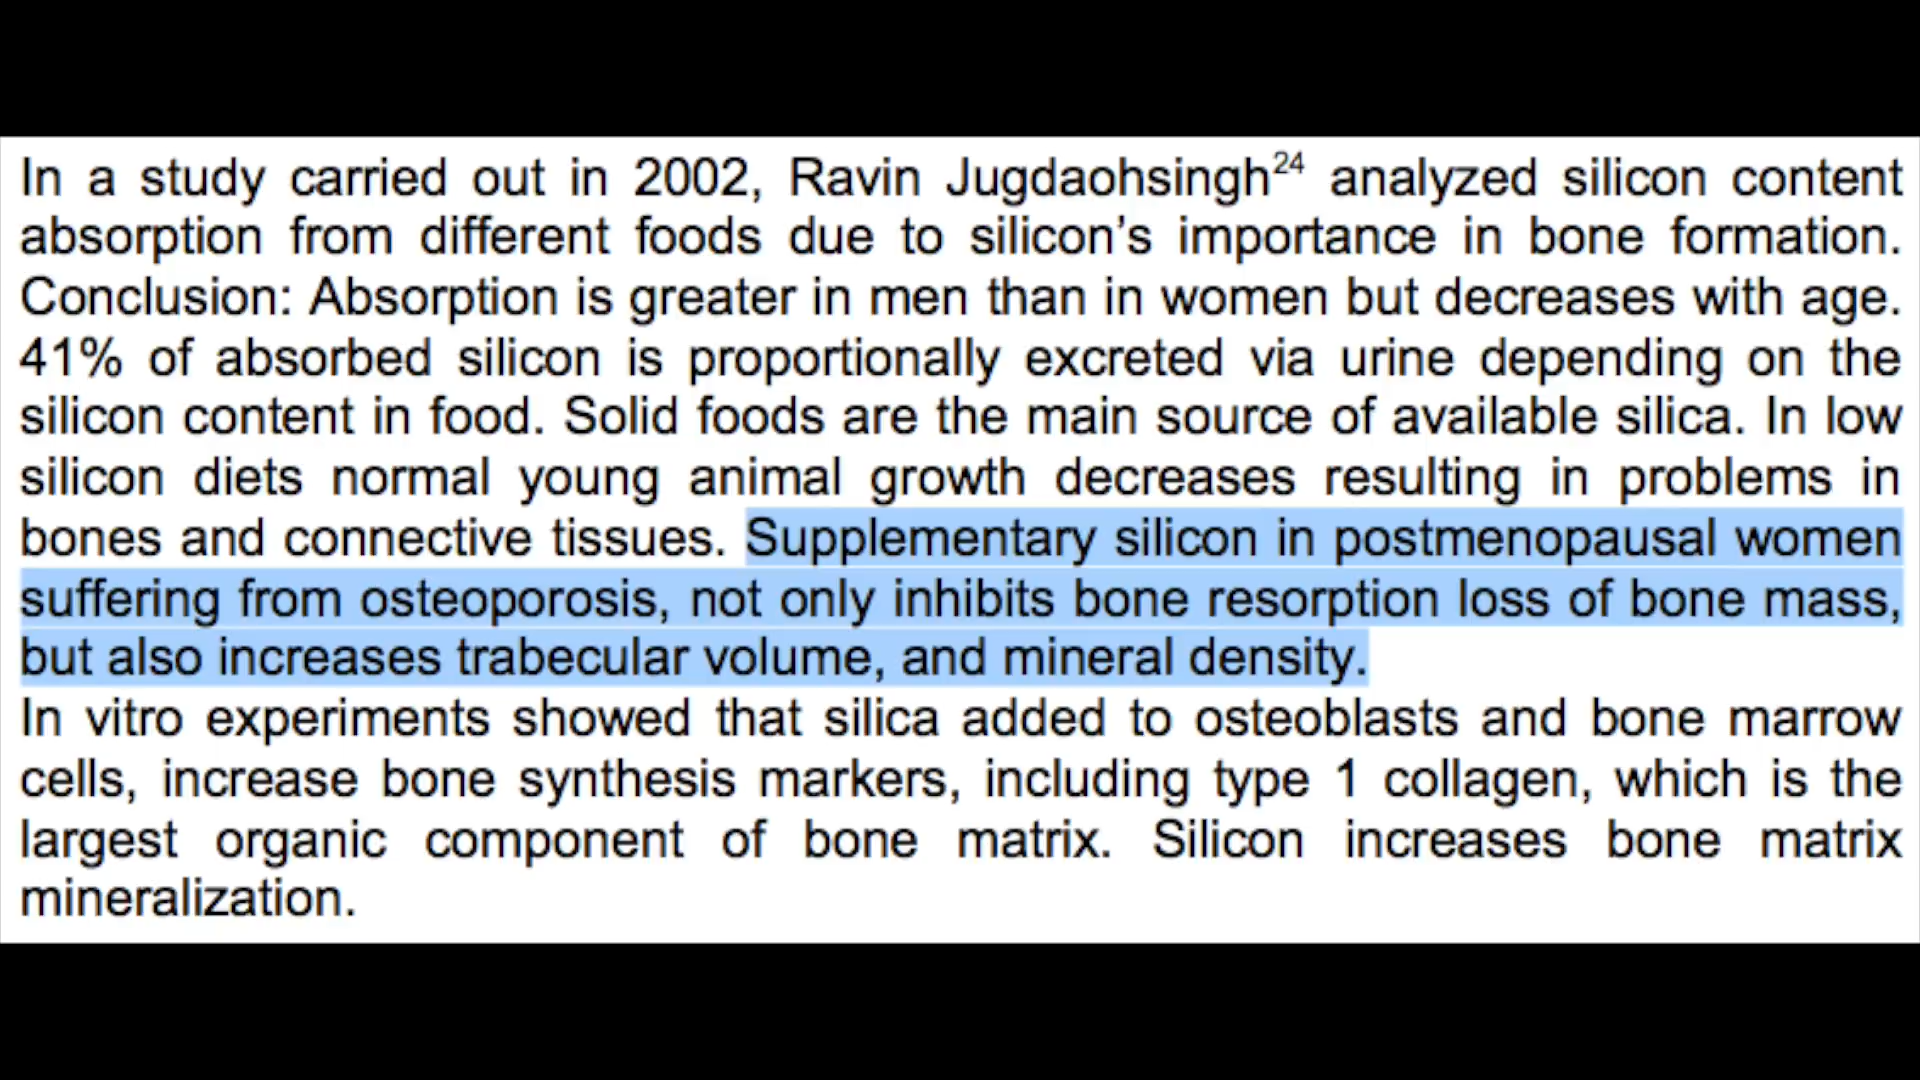 In a study carried out in 2002, Ravin Jugdaohsingh24 analyzed silicon content
absorption from different foods due to silicon's importance in bone formation.
Conclusion: Absorption is greater in men than in women but decreases with age.
41% of absorbed silicon is proportionally excreted via urine depending on the
silicon content in food. Solid foods are the main source of available silica. In low
silicon diets normal young animal growth decreases resulting in problems in
bones and connective tissues. Supplementary silicon in postmenopausal women
suffering from osteoporosis, not only inhibits bone resorption loss of bone mass,
but also increases trabecular volume, and mineral density.
In vitro experiments showed that silica added to osteoblasts and bone marrow
cells, increase bone synthesis markers, including type 1 collagen, which is the
largest organic component of bone matrix. Silicon increases bone matrix
mineralization.